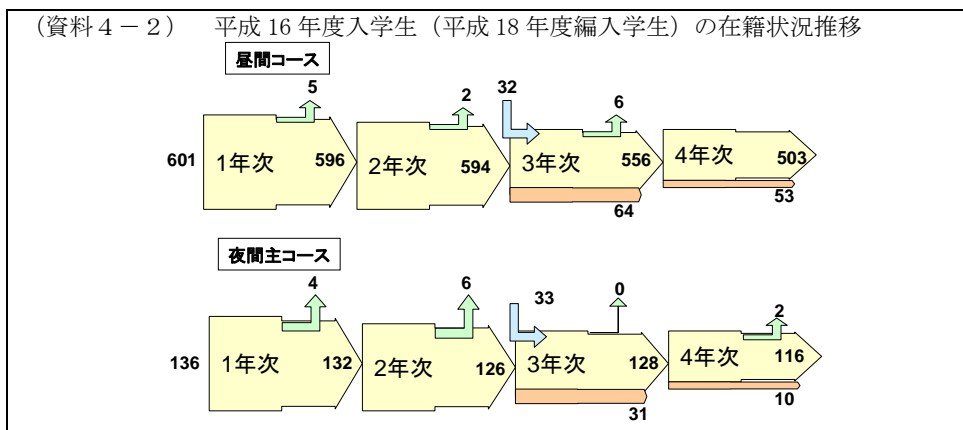 (資料4-2) 平成16年度入学生(平成18年度編入学生)の在籍状況推移
昼間コース
5
2
32
6
601
1年次
596
2年次
594
3年次
556
4年次
503
64
53
夜間主コース
4
6
33
0
2
136
1年次
132
2年次
126
3年次
128
4年次
116
31
10